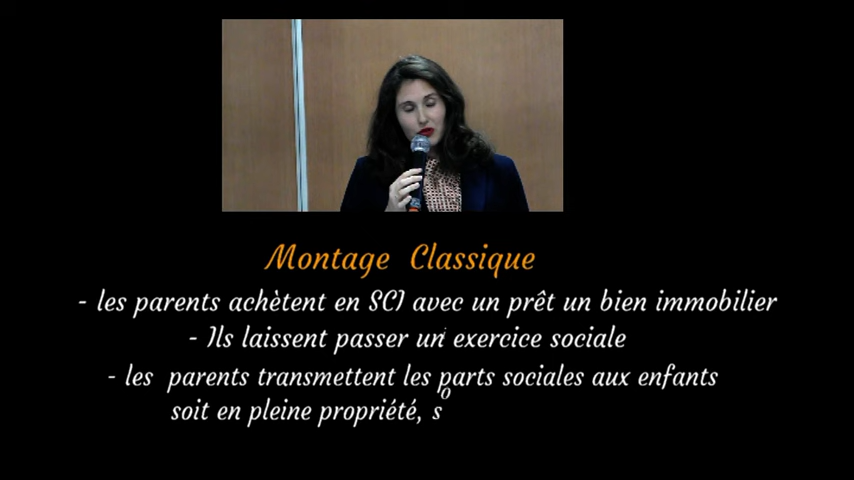 Montage Classique
- les parents achètent en SCI avec un prêt un bien immobilier
- Ils laissent passer un exercice sociale
- les parents transmettent les parts sociales aux enfants
soit en pleine propriété, so